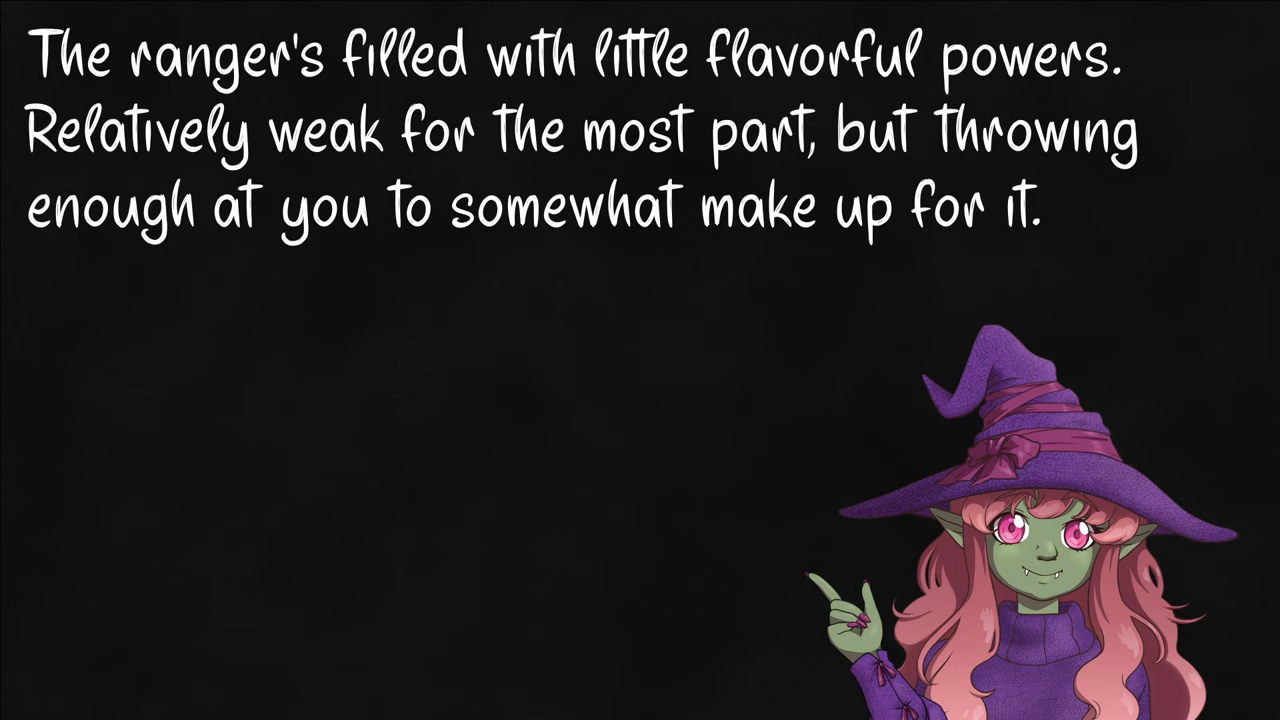 The ranger's filled with little flavorful powers.
Relatively weak for the most part, but throwing
enough at you to somewhat make up for it.